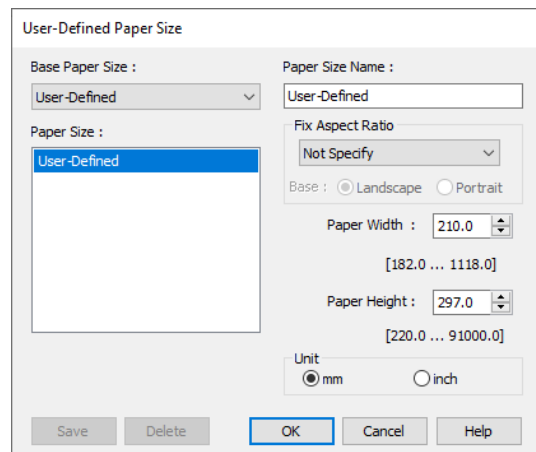 User-Defined Paper Size
Base Paper Size :
User-Defined
Paper Size :
User-Defined
Paper Size Name :
User-Defined
Fix Aspect Ratio
Not Specify
Base : Landscape Portrait
Paper Width : 210.0
[182.0 ... 1118.0]
Paper Height : 297.0
[220.0 ... 91000.0]
Unit
mm inch
Save Delete OK Cancel Help